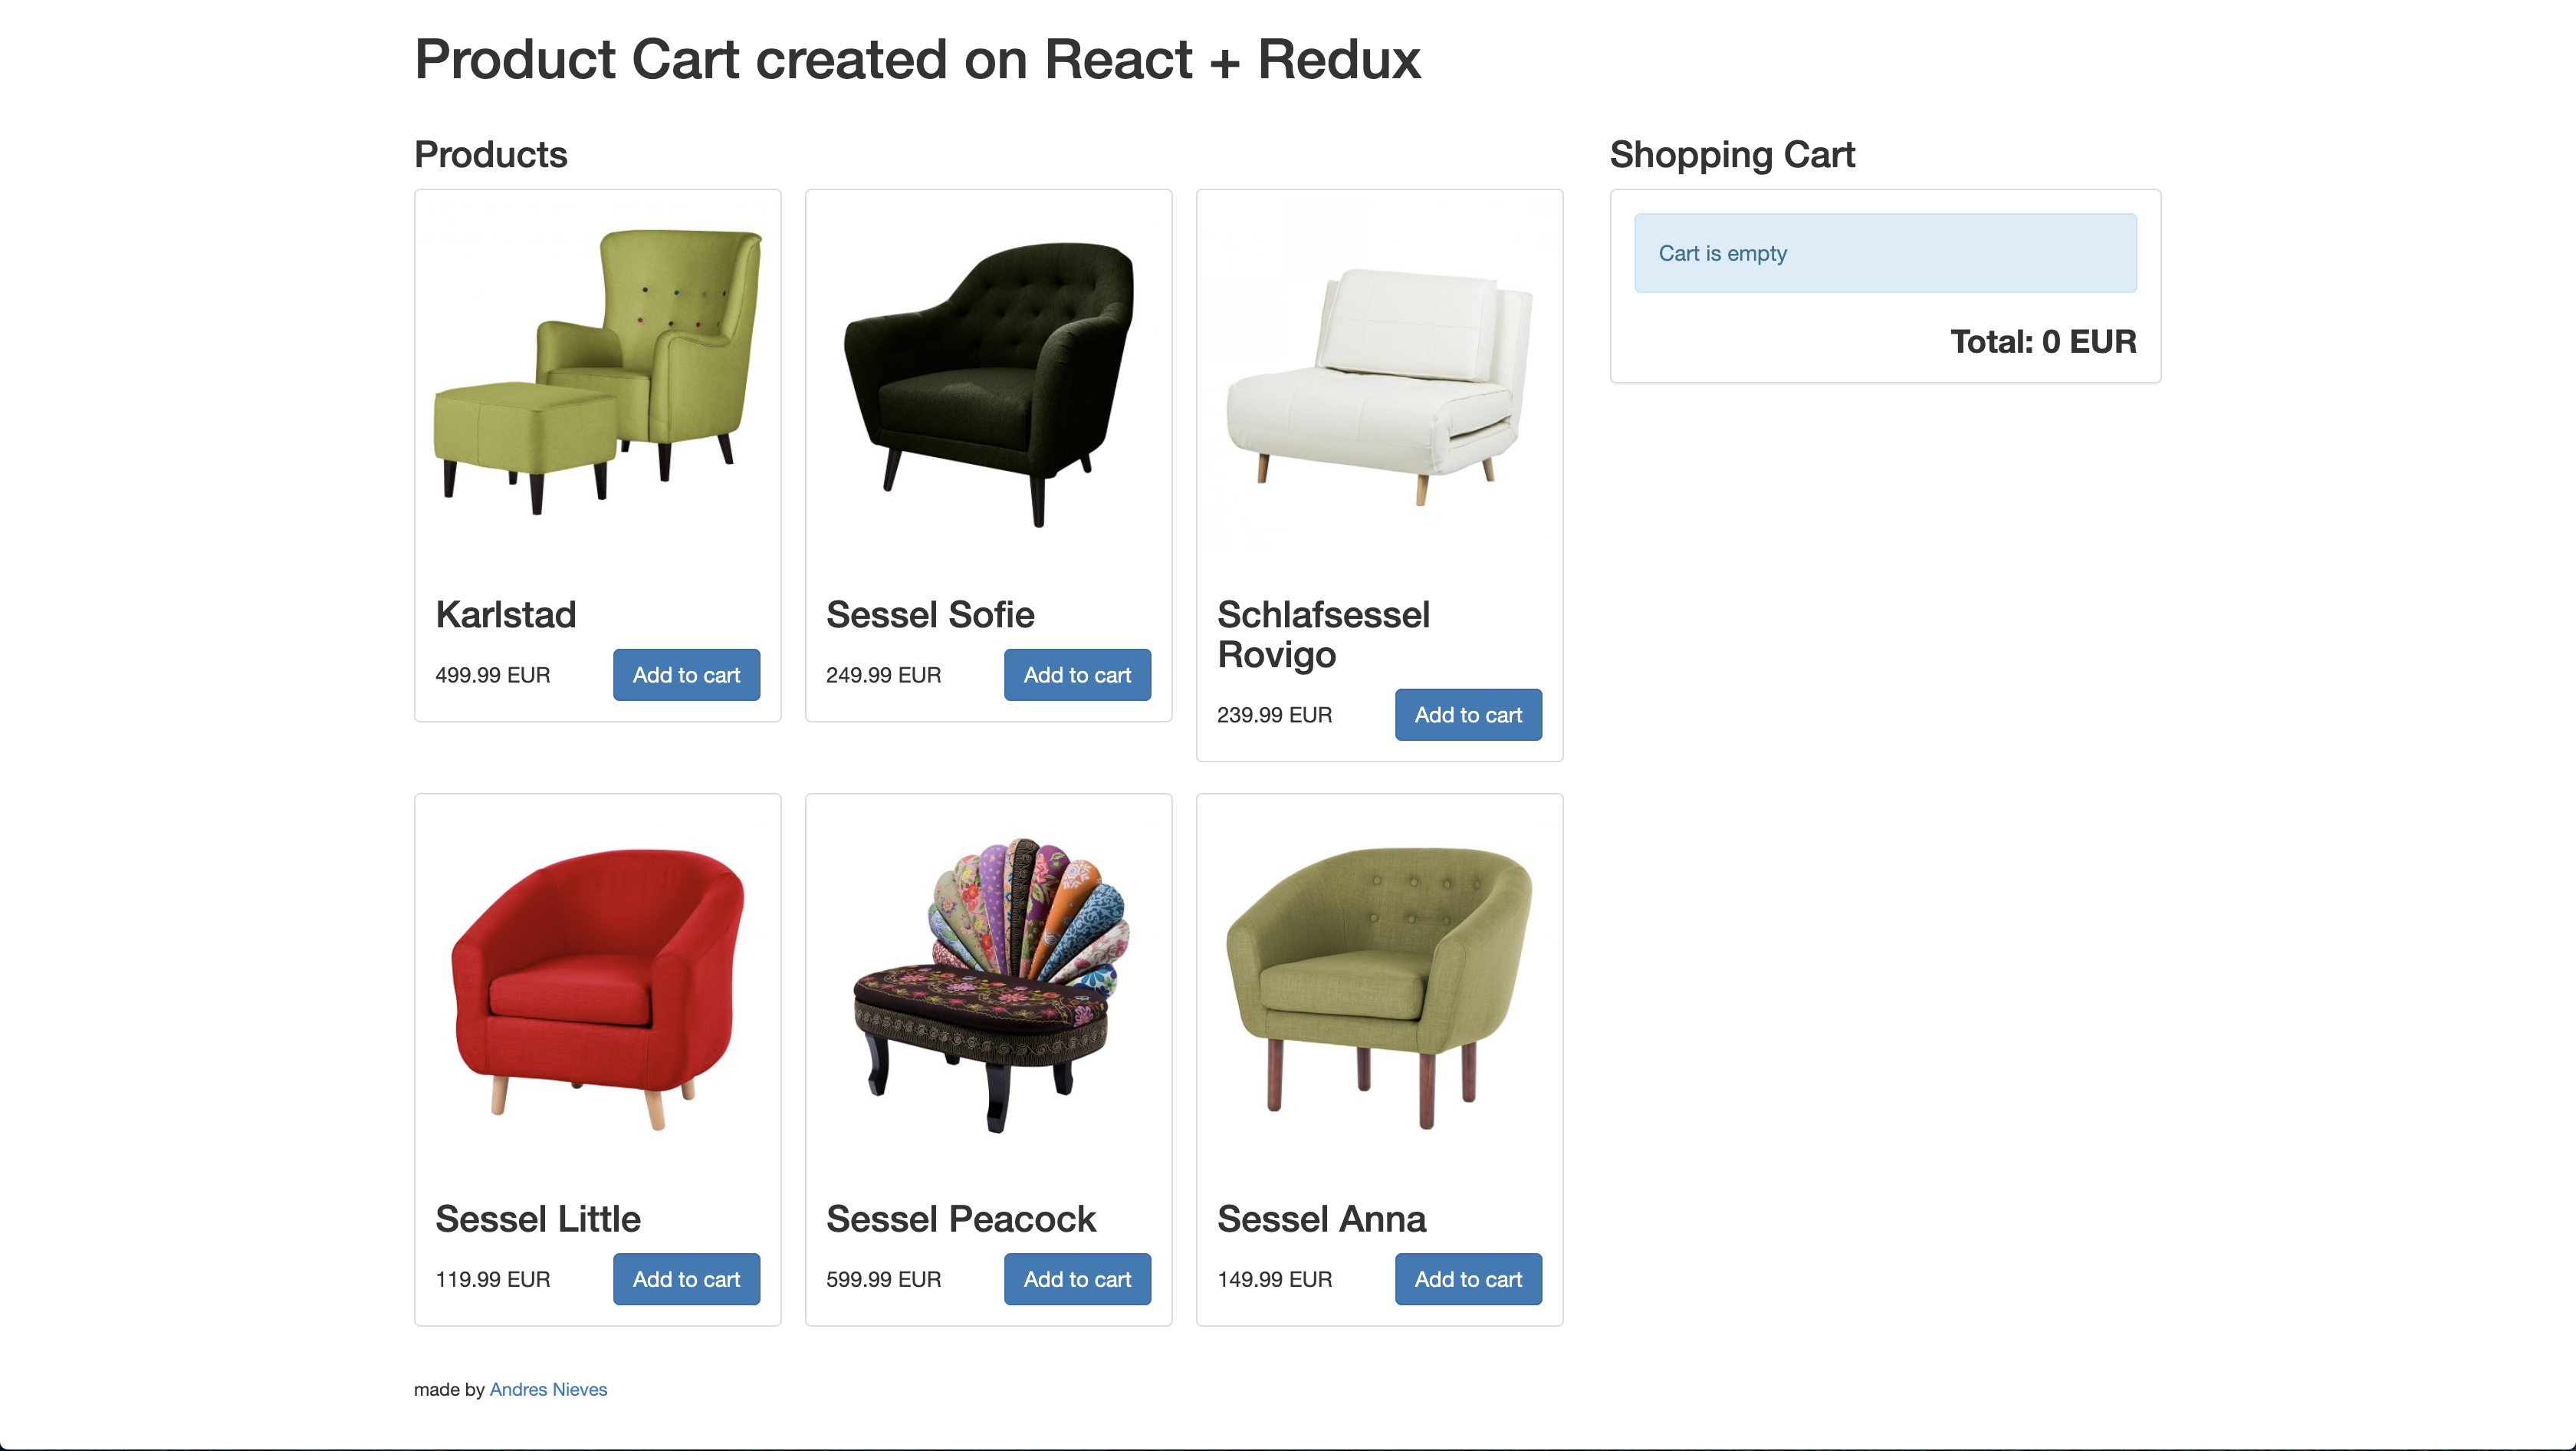 Product Cart created on React + Redux
Products
Karlstad
499.99 EUR
Add to cart
Sessel Sofie
249.99 EUR
Add to cart
Schlafsessel
Rovigo
239.99 EUR
Add to cart
Sessel Little
119.99 EUR
Add to cart
Sessel Peacock
599.99 EUR
Add to cart
Sessel Anna
149.99 EUR
Add to cart
Shopping Cart
Cart is empty
Total: 0 EUR
made by Andres Nieves